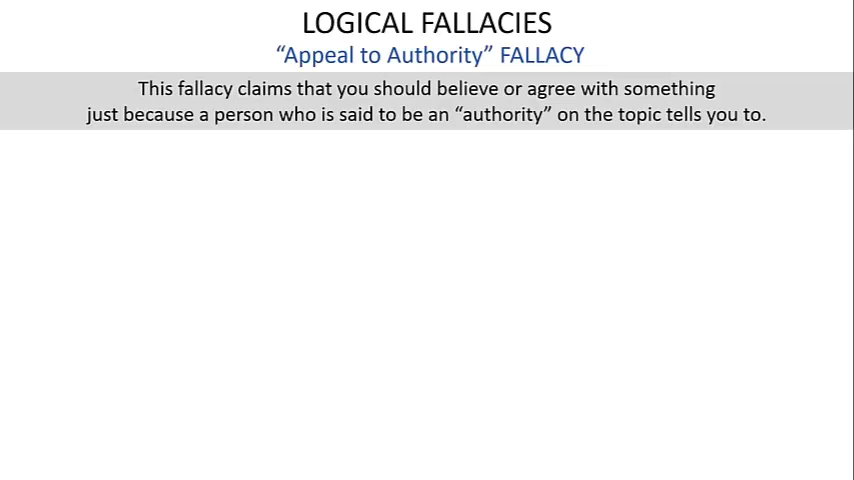 LOGICAL FALLACIES
“Appeal to Authority” FALLACY
This fallacy claims that you should believe or agree with something
just because a person who is said to be an “authority” on the topic tells you to.